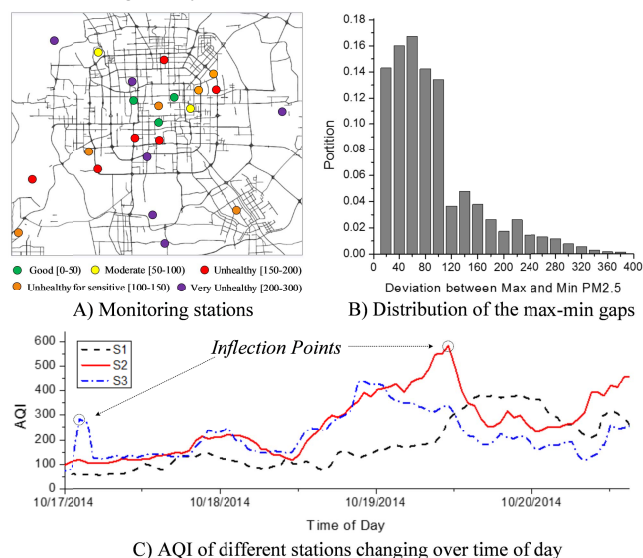 Good [0-50) Moderate [50-100) Unhealthy [150-200)
Unhealthy for sensitive [100-150) Very Unhealthy [200-300)
A) Monitoring stations
0.18
0.16
0.14
0.12
0.10
0.08
0.06
0.04
0.02
0.00
Portition
40 80 120 160 200 240 280 320 360 400
Deviation between Max and Min PM2.5
B) Distribution of the max-min gaps
600
500
400
300
200
100
0
AQI
S1
S2
S3
Inflection Points
10/17/2014 10/18/2014 10/19/2014 10/20/2014
Time of Day
C) AQI of different stations changing over time of day